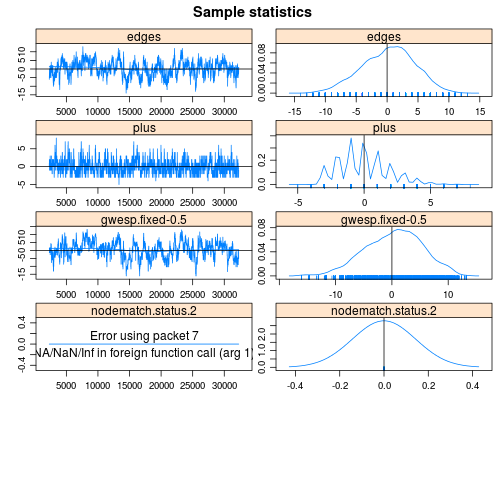 Sample statistics
edges
edges
-15 -5 0 5 10
5000 10000 15000 20000 25000 30000
0.00 0.04 0.08
-15 -10 -5 0 5 10 15
plus
plus
-5 0 5
5000 10000 15000 20000 25000 30000
0.0 0.2
-5 0 5
gwesp.fixed-0.5
gwesp.fixed-0.5
-15 -5 0 5 10
5000 10000 15000 20000 25000 30000
0.00 0.04 0.08
-10 0 10
nodematch.status.2
nodematch.status.2
Error using packet 7
NA/NaN/Inf in foreign function call (arg 1)
-0.4 0.0 0.4
5000 10000 15000 20000 25000 30000
0.0 1.0 2.0
-0.4 -0.2 0.0 0.2 0.4